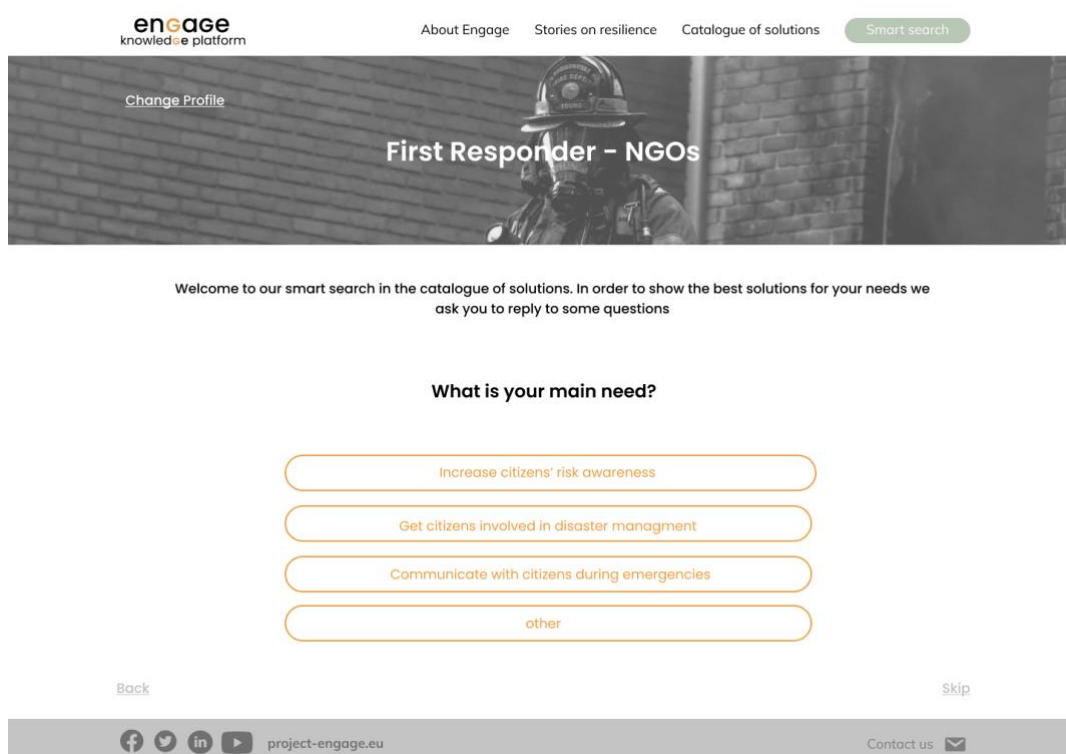 engage
knowledge platform
About Engage
Stories on resilience
Catalogue of solutions
Smart search
Change Profile
First Responder - NGOs
Welcome to our smart search in the catalogue of solutions. In order to show the best solutions for your needs we
ask you to reply to some questions
What is your main need?
Increase citizens' risk awareness
Get citizens involved in disaster managment
Communicate with citizens during emergencies
other
Back
Skip
project-engage.eu
Contact us